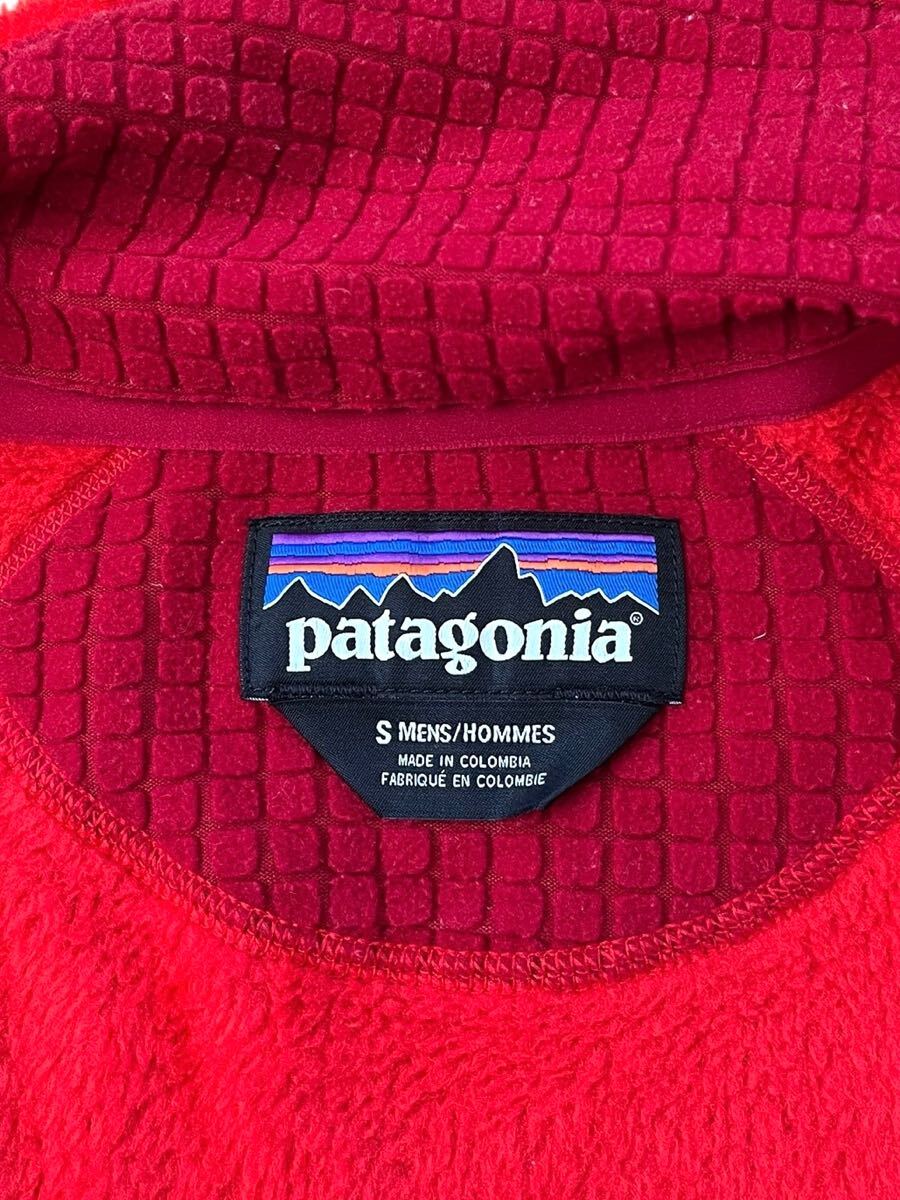 patagonia®
S MENS/HOMMES
MADE IN COLOMBIA
FABRIQUÉ EN COLOMBIE